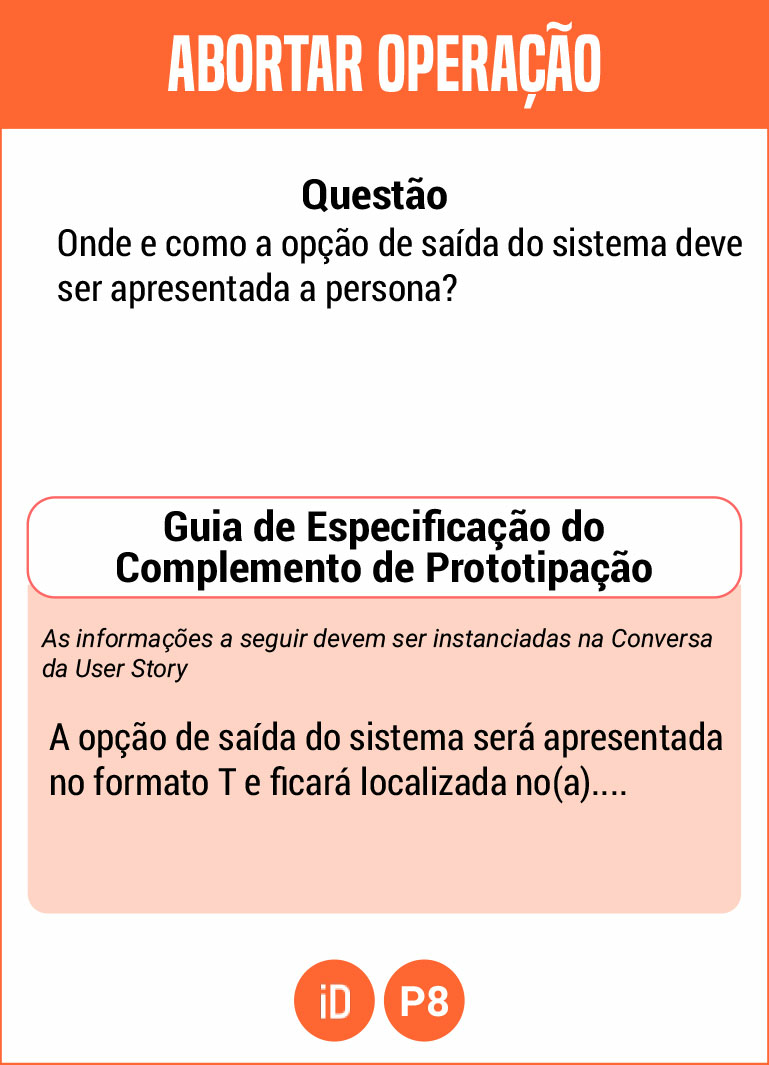 ABORTAR OPERAÇÃO
Questão
Onde e como a opção de saída do sistema deve
ser apresentada a persona?
Guia de Especificação do
Complemento de Prototipação
As informações a seguir devem ser instanciadas na Conversa
da User Story
A opção de saída do sistema será apresentada
no formato T e ficará localizada no(a)....
iD P8